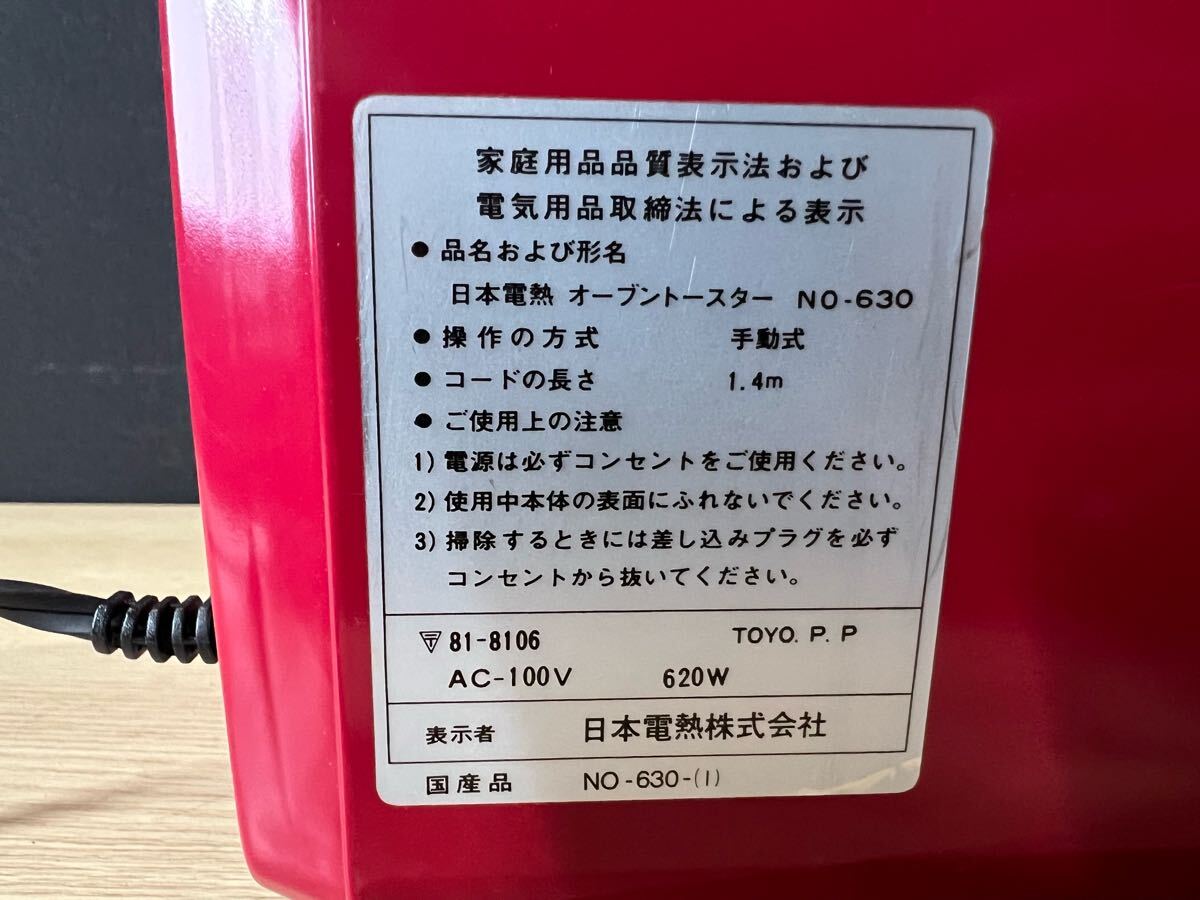 家庭用品品質表示法および
電気用品取締法による表示
● 品名および形名
日本電熱 オーブントースター NO-630
● 操作の方式 手動式
● コードの長さ 1.4m
● ご使用上の注意
1) 電源は必ずコンセントをご使用ください。
2) 使用中本体の表面にふれないでください。
3) 掃除するときには差し込みプラグを必ず
コンセントから抜いてください。
81-8106 TOYO. P. P
AC-100V 620W
表示者 日本電熱株式会社
国産品 NO-630-(1)